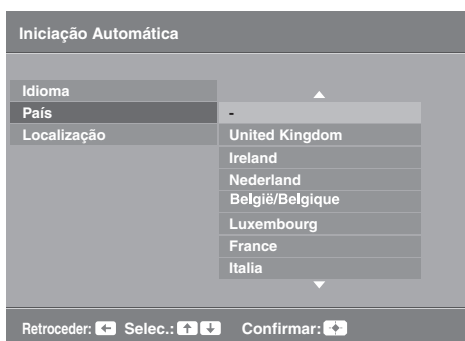 Iniciação Automática
Idioma
País
-
Localização
United Kingdom
Ireland
Nederland
België/Belgique
Luxembourg
France
Italia
Retroceder: Selec.: Confirmar: